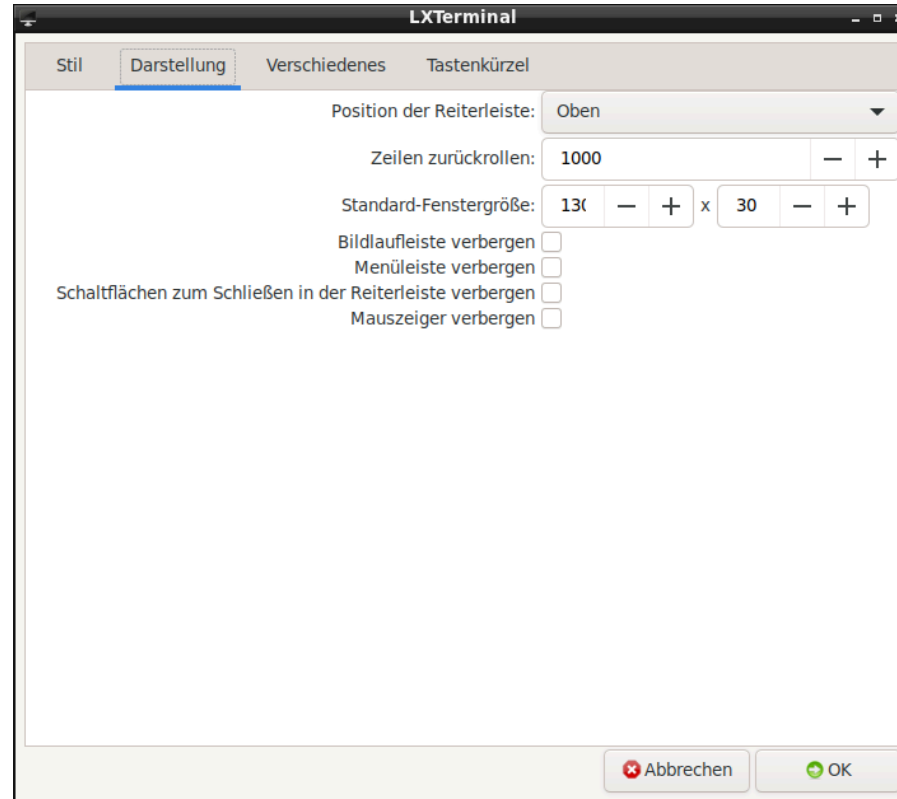 LXTerminal
Stil Darstellung Verschiedenes Tastenkürzel
Position der Reiterleiste: Oben
Zeilen zurückrollen: 1000
Standard-Fenstergröße: x 30
Bildlaufleiste verbergen
Menüleiste verbergen
Schaltflächen zum Schließen in der Reiterleiste verbergen
Mauszeiger verbergen
Abbrechen OK